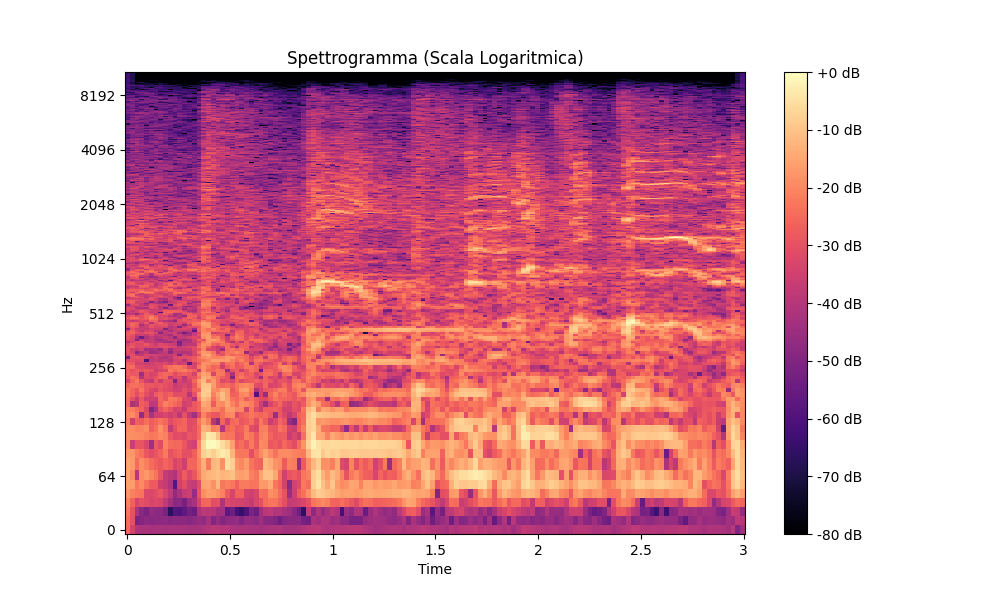 Spettrogramma (Scala Logaritmica)
Hz
8192
4096
2048
1024
512
256
128
64
0
0
0.5
1
1.5
2
2.5
3
Time
+0 dB
-10 dB
-20 dB
-30 dB
-40 dB
-50 dB
-60 dB
-70 dB
-80 dB